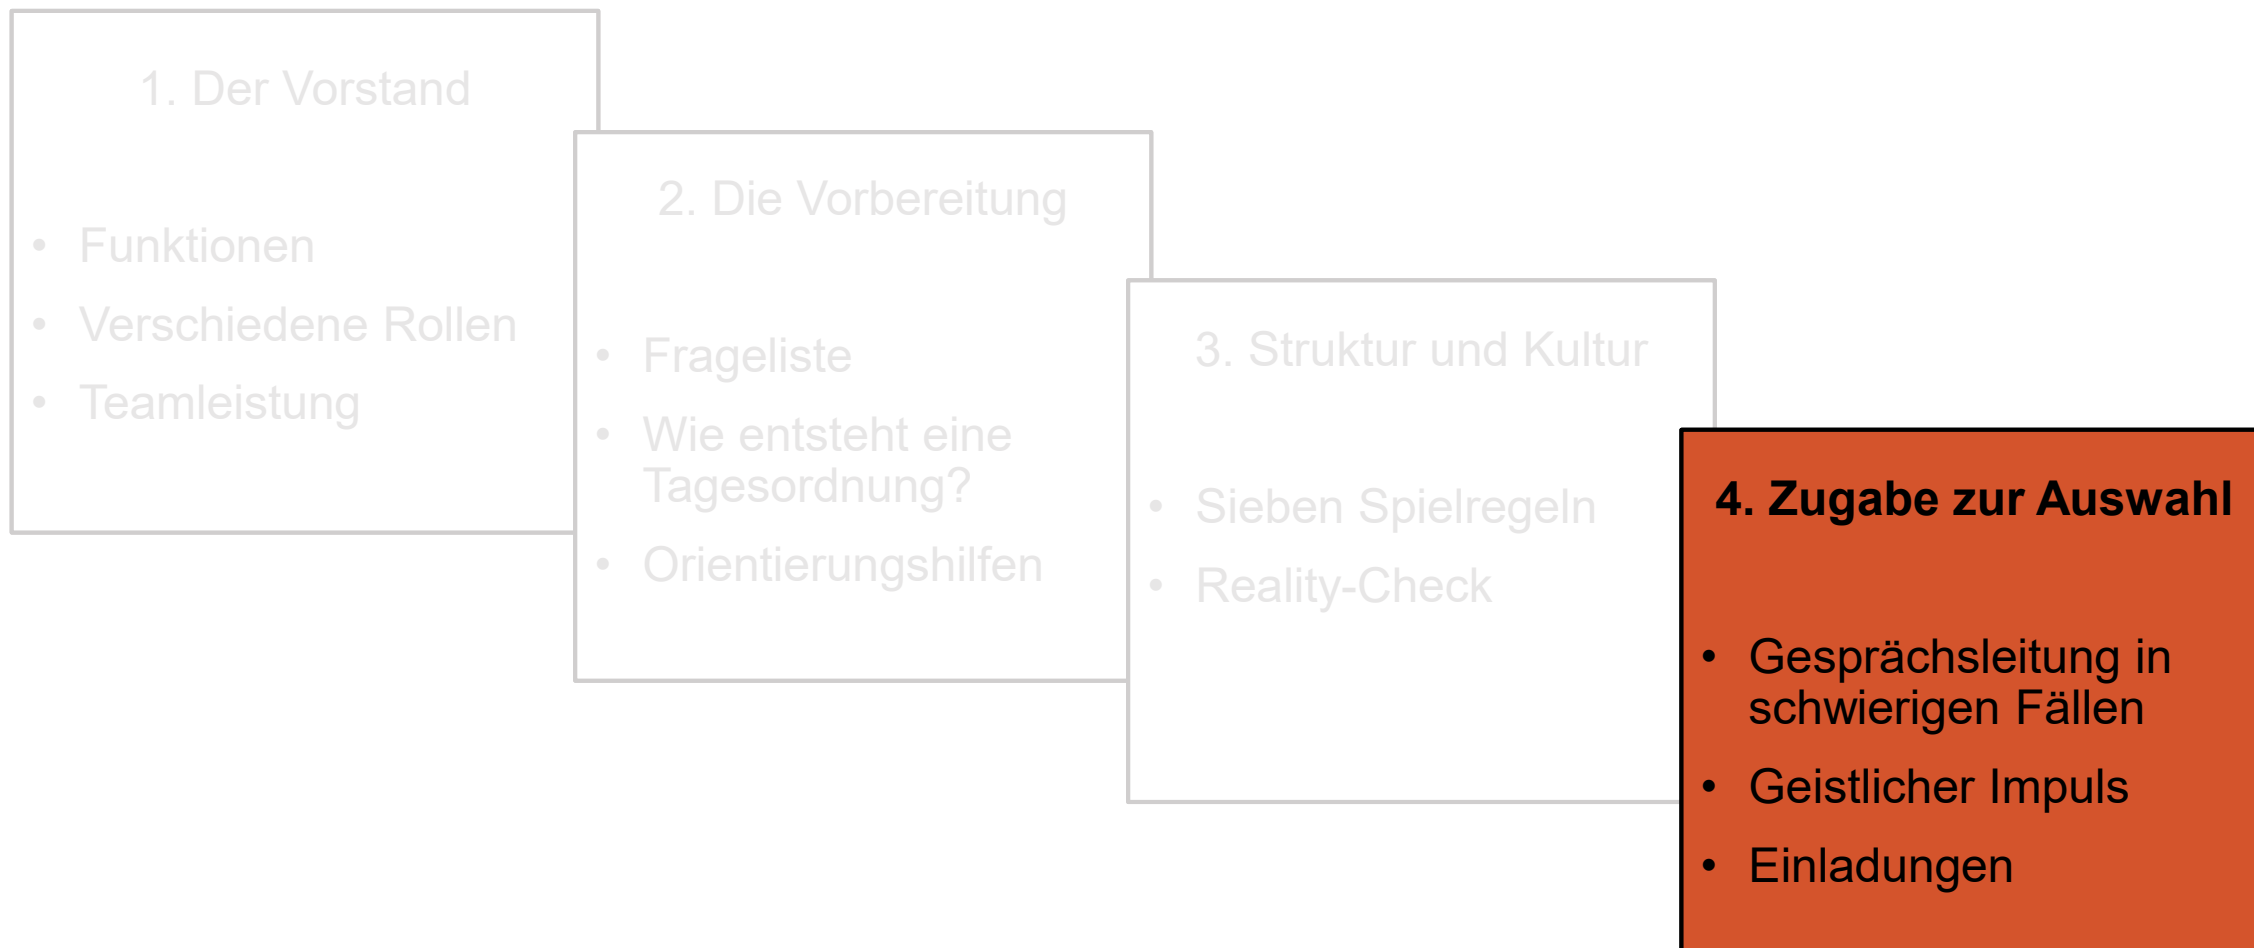 1. Der Vorstand
• Funktionen
• Verschiedene Rollen
• Teamleistung
2. Die Vorbereitung
• Frageliste
• Wie entsteht eine
Tagesordnung?
• Orientierungshilfen
3. Struktur und Kultur
• Sieben Spielregeln
• Reality-Check
4. Zugabe zur Auswahl
• Gesprächsleitung in
schwierigen Fällen
• Geistlicher Impuls
• Einladungen